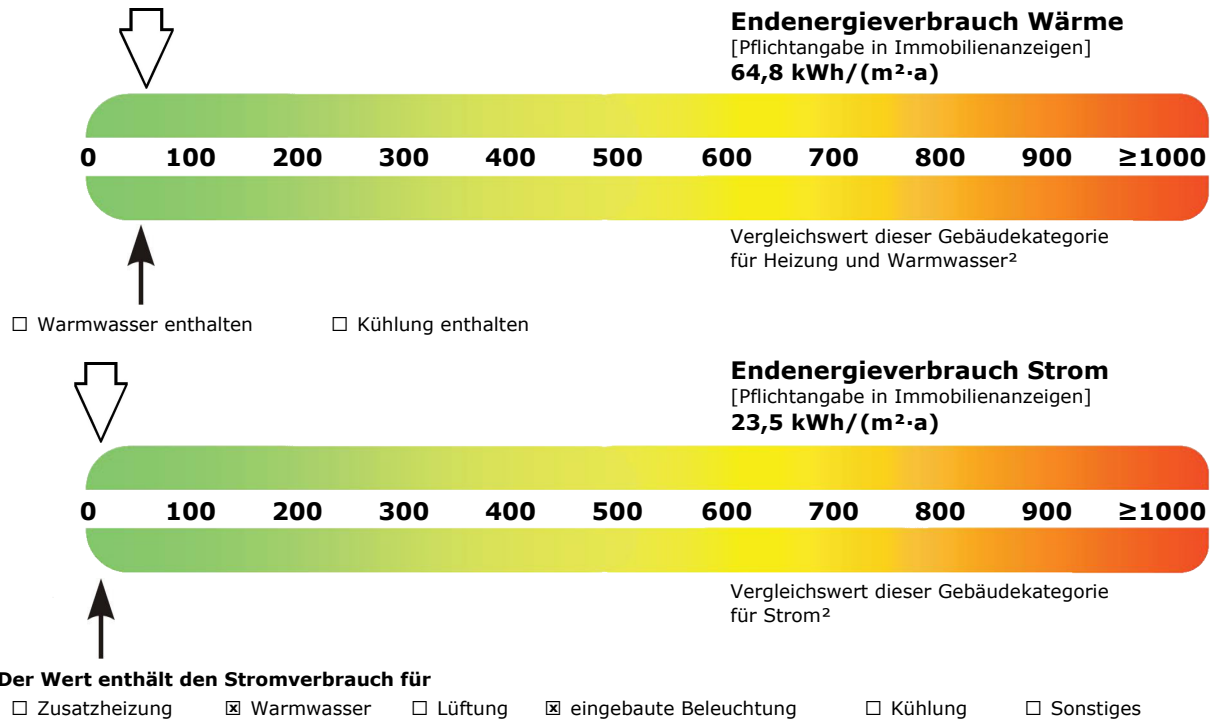 Endenergieverbrauch Wärme
[Pflichtangabe in Immobilienanzeigen]
64,8 kWh/(m²·a)
0 100 200 300 400 500 600 700 800 900 ≥1000
Vergleichswert dieser Gebäudekategorie
für Heizung und Warmwasser²
☐ Warmwasser enthalten ☐ Kühlung enthalten
Endenergieverbrauch Strom
[Pflichtangabe in Immobilienanzeigen]
23,5 kWh/(m²·a)
0 100 200 300 400 500 600 700 800 900 ≥1000
Vergleichswert dieser Gebäudekategorie
für Strom²
Der Wert enthält den Stromverbrauch für
☐ Zusatzheizung ☒ Warmwasser ☐ Lüftung ☒ eingebaute Beleuchtung ☐ Kühlung ☐ Sonstiges